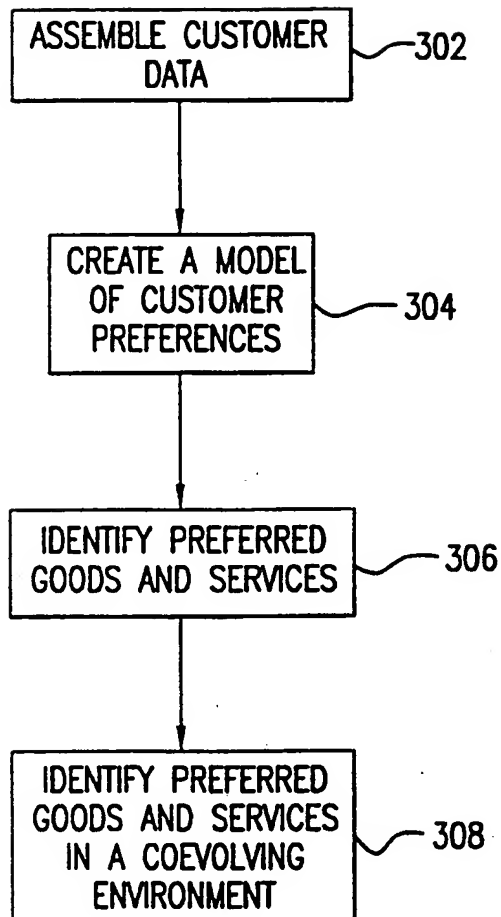 ASSEMBLE CUSTOMER
DATA
302
CREATE A MODEL
OF CUSTOMER
PREFERENCES
304
IDENTIFY PREFERRED
GOODS AND SERVICES
306
IDENTIFY PREFERRED
GOODS AND SERVICES
IN A COEVOLVING
ENVIRONMENT
308